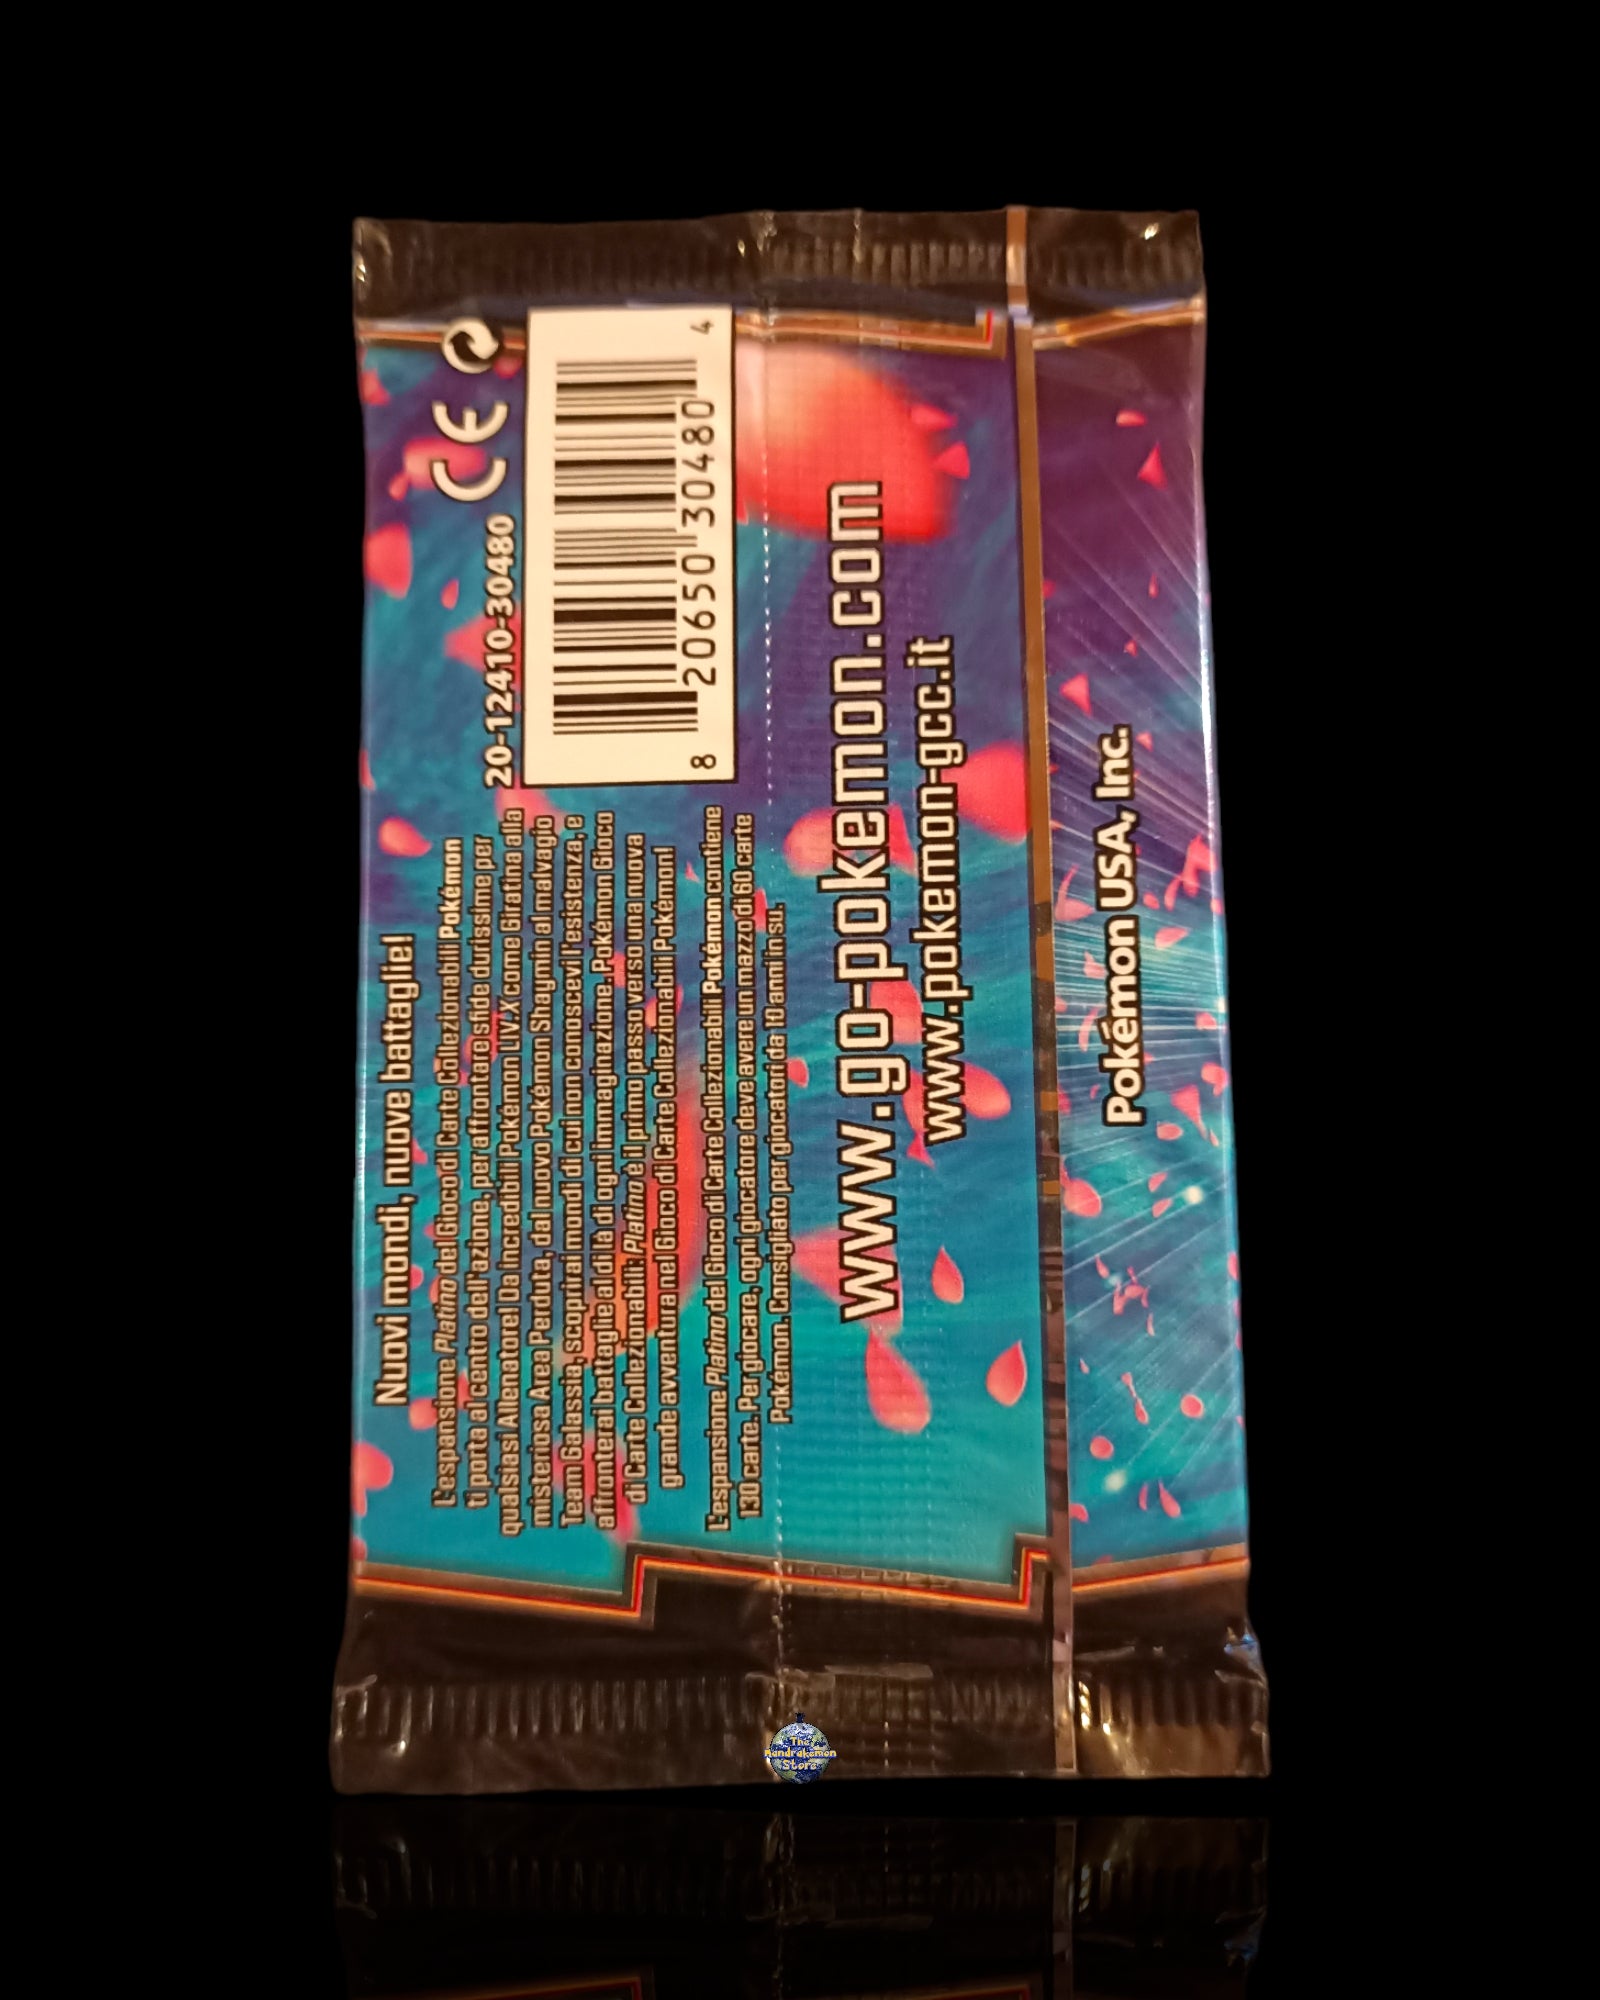 Nuovi mondi, nuove battaglie!
L'espansione Platino del Gioco di Carte Collezionabili Pokémon
ti porta al centro dell'azione, per affrontare sfide durissime per
qualsiasi Allenatore! Da incredibili Pokémon LIV.X come Giratina alla
misteriosa Area Perduta, dal nuovo Pokémon Shaymin al malvagio
Team Galassia, scoprirai mondi di cui non conoscevi l'esistenza, e
affronterai battaglie al di là di ogni immaginazione. Pokémon Gioco
di Carte Collezionabili: Platino è il primo passo verso una nuova
grande avventura nel Gioco di Carte Collezionabili Pokémon!
L'espansione Platino del Gioco di Carte Collezionabili Pokémon contiene
130 carte. Per giocare, ogni giocatore deve avere un mazzo di 60 carte
Pokémon. Consigliato per giocatori da 10 anni in su.
20-12410-30480 CE
8 20650 30480 4
www.go-pokemon.com
www.pokemon-gcc.it
Pokémon USA, Inc.
The
Mandrakemon
Store